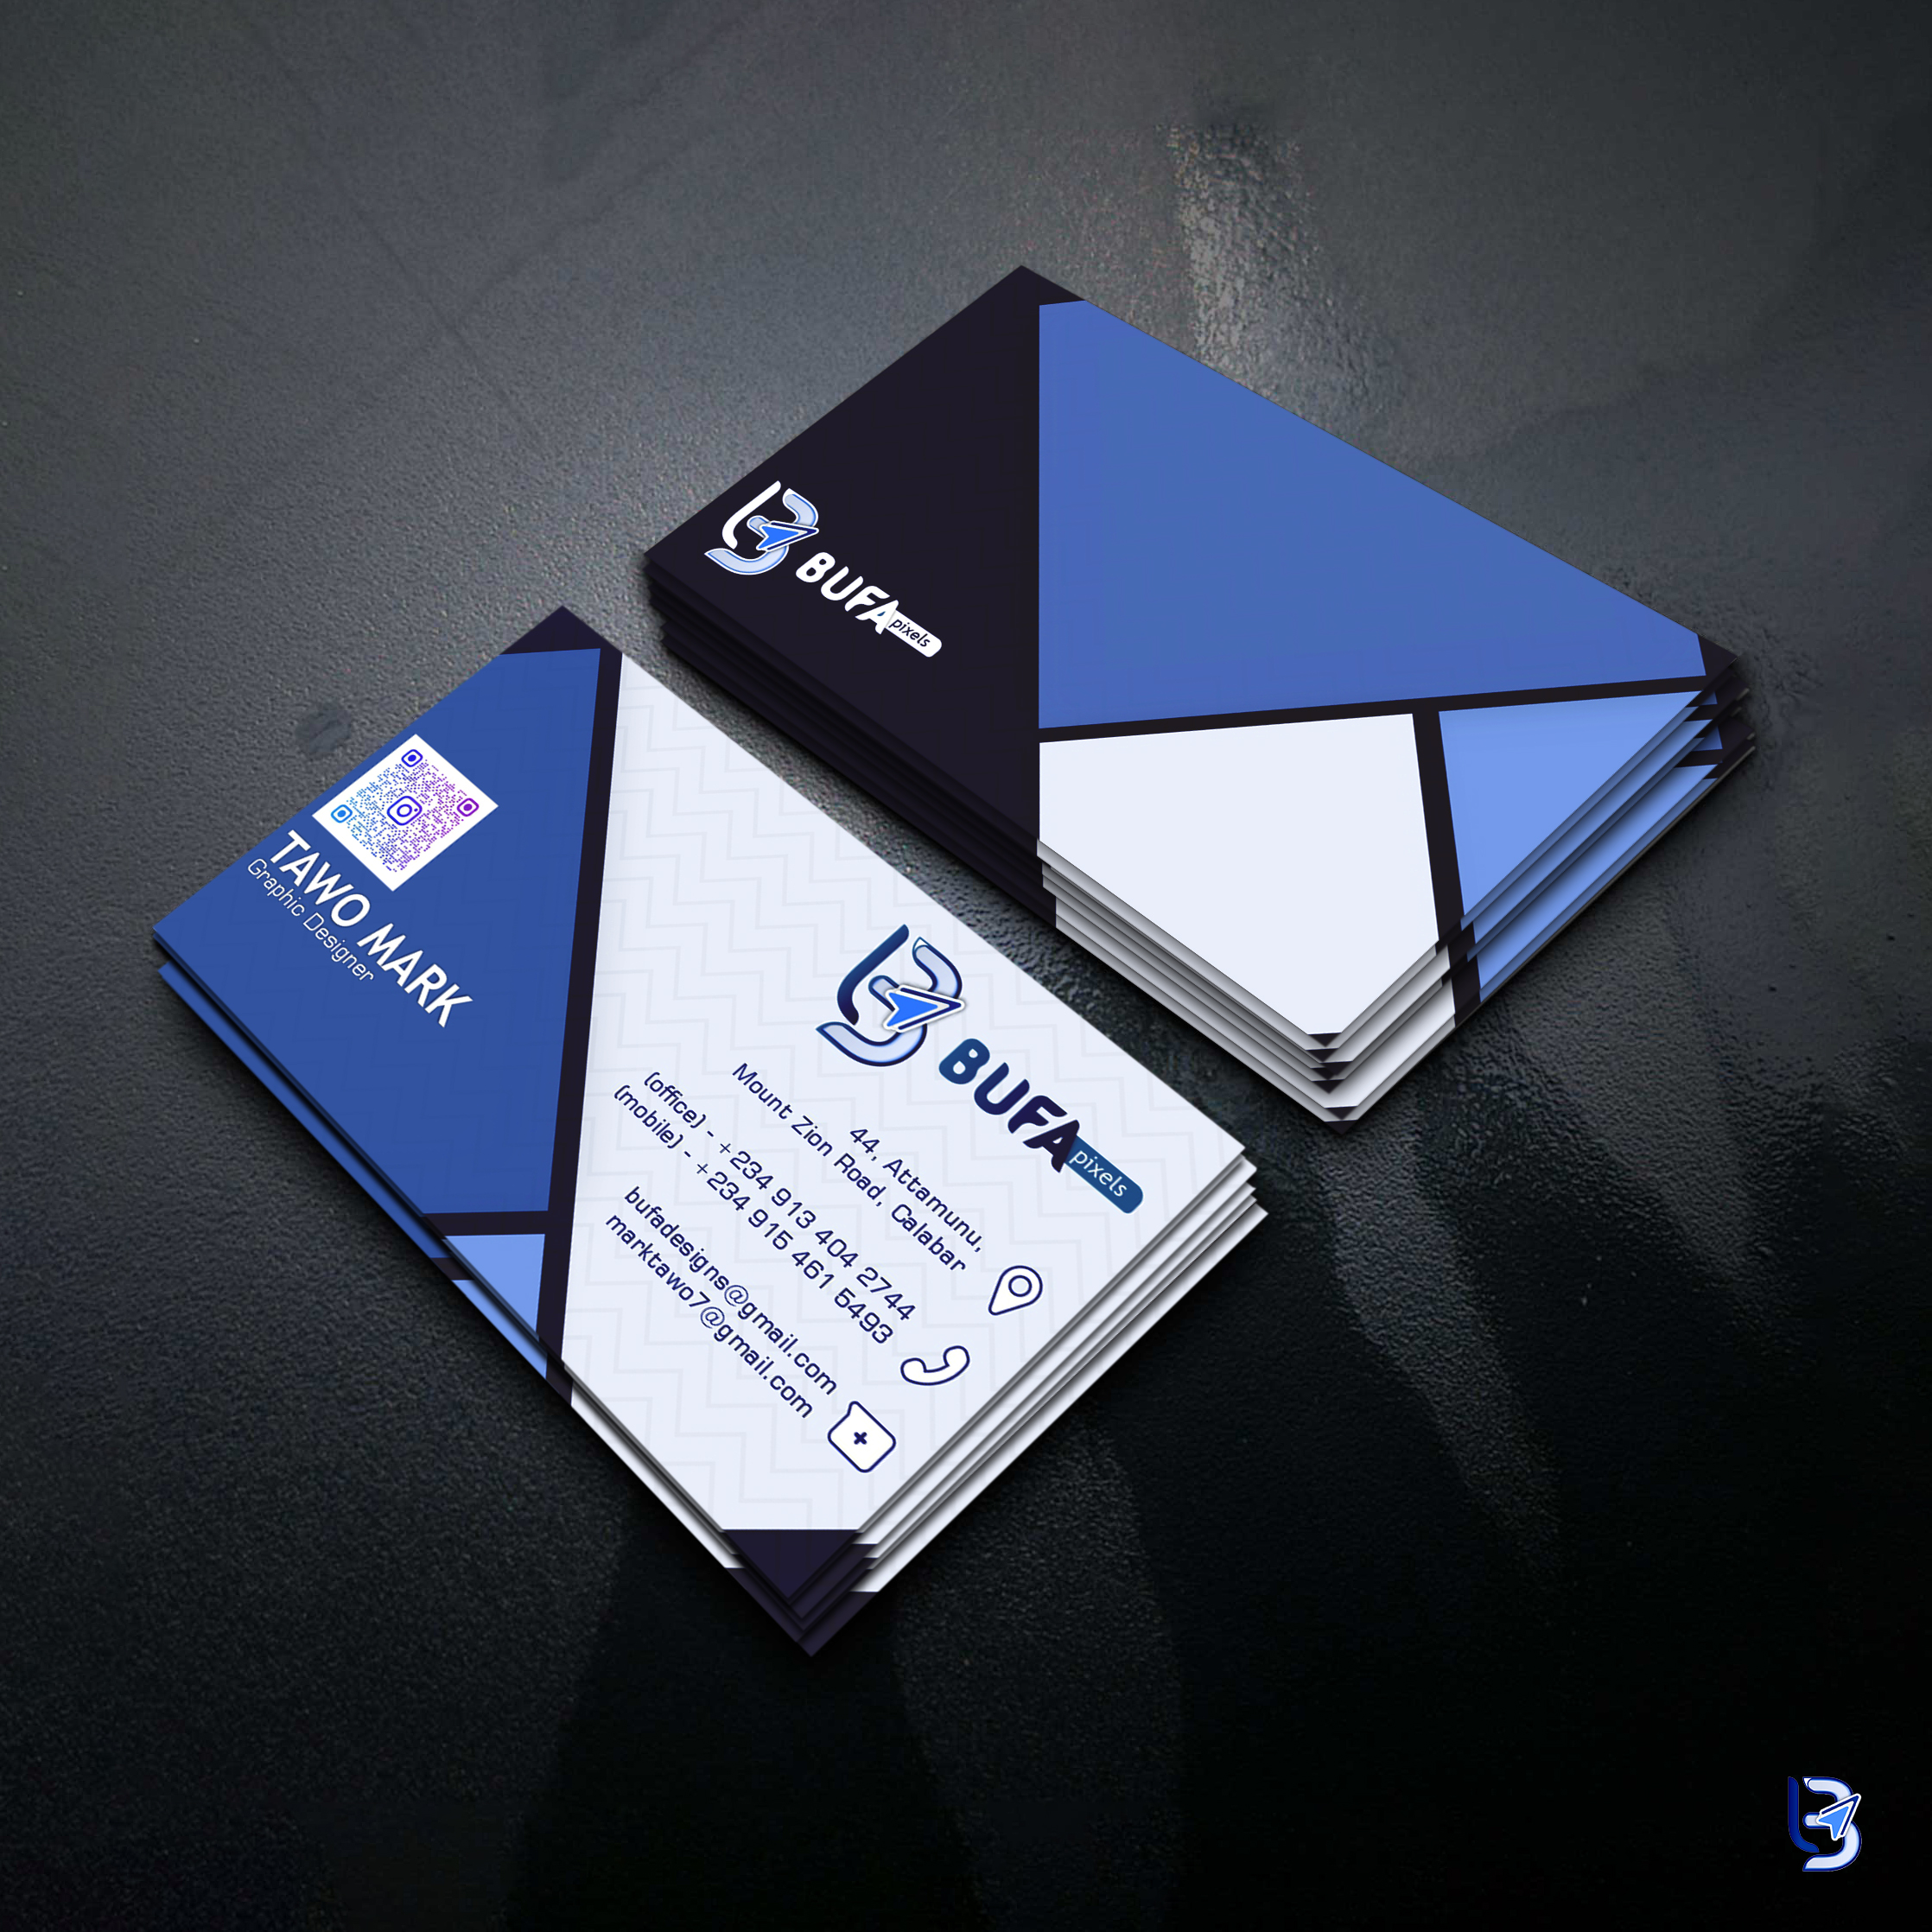 BUFA
pixels
TAWO MARK
Graphic Designer
BUFA
pixels
44, Attamunu,
Mount Zion Road, Calabar
(office) - +234 913 404 2744
(mobile) - +234 915 461 5493
bufadesigns@gmail.com
marktawo7@gmail.com